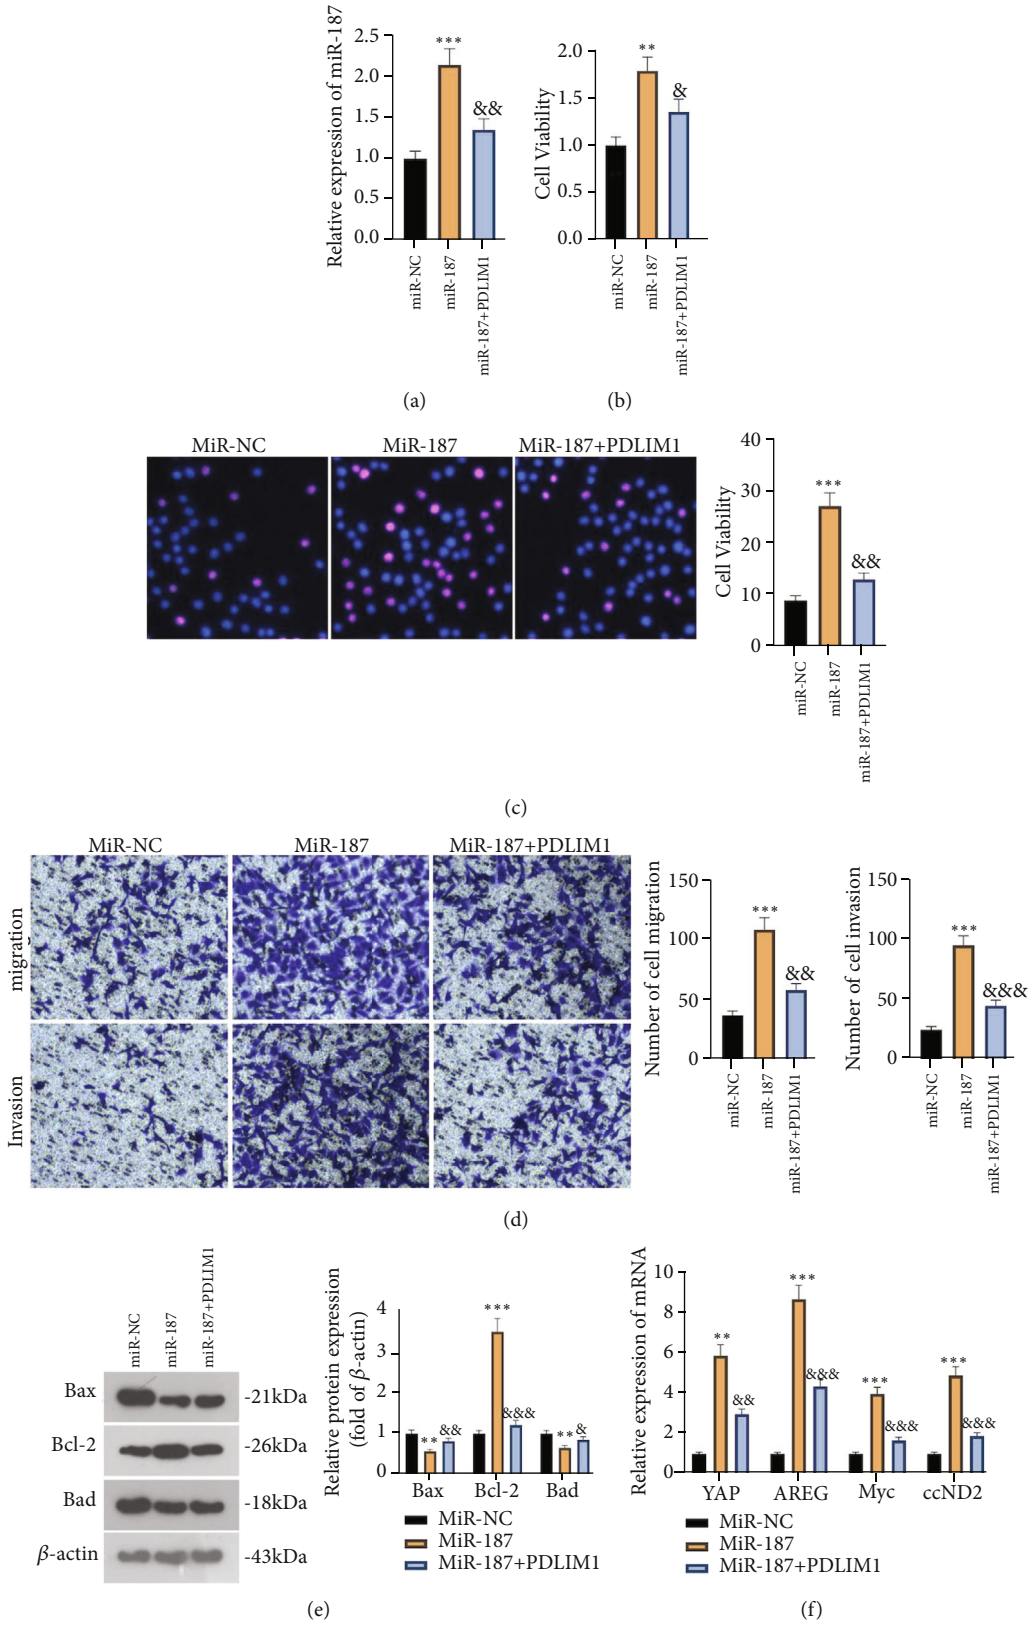 Relative expression of miR-187
2.5
2.0
1.5
1.0
0.5
0.0
***
&&
miR-NC
miR-187
miR-187+PDLIM1
(a)
Cell Viability
2.0
1.5
1.0
0.5
0.0
**
&
miR-NC
miR-187
miR-187+PDLIM1
(b)
MiR-NC MiR-187 MiR-187+PDLIM1
Cell Viability
40
30
20
10
0
***
&&
miR-NC
miR-187
miR-187+PDLIM1
(c)
MiR-NC MiR-187 MiR-187+PDLIM1
migration
Invasion
Number of cell migration
150
100
50
0
***
&&
miR-NC
miR-187
miR-187+PDLIM1
Number of cell invasion
150
100
50
0
***
&&&
miR-NC
miR-187
miR-187+PDLIM1
(d)
miR-NC
miR-187
miR-187+PDLIM1
Bax -21kDa
Bcl-2 -26kDa
Bad -18kDa
β-actin -43kDa
Relative protein expression
(fold of β-actin)
4
3
2
1
0
** &&
*** &&&
** &
Bax Bcl-2 Bad
MiR-NC
MiR-187
MiR-187+PDLIM1
(e)
Relative expression of mRNA
10
8
6
4
2
0
** &&
*** &&&
*** &&&
*** &&&
YAP AREG Myc ccND2
MiR-NC
MiR-187
MiR-187+PDLIM1
(f)